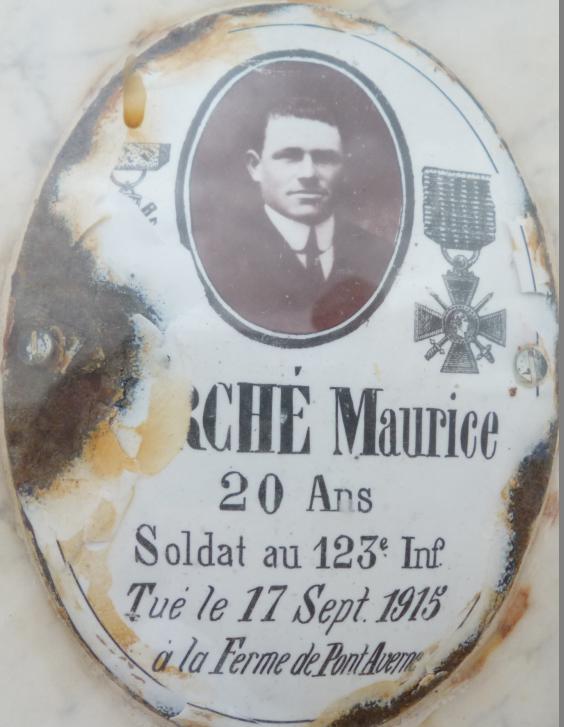 RCHÉ Maurice
20 Ans
Soldat au 123e Inf.
Tué le 17 Sept. 1915
à la Ferme de Pont Averne